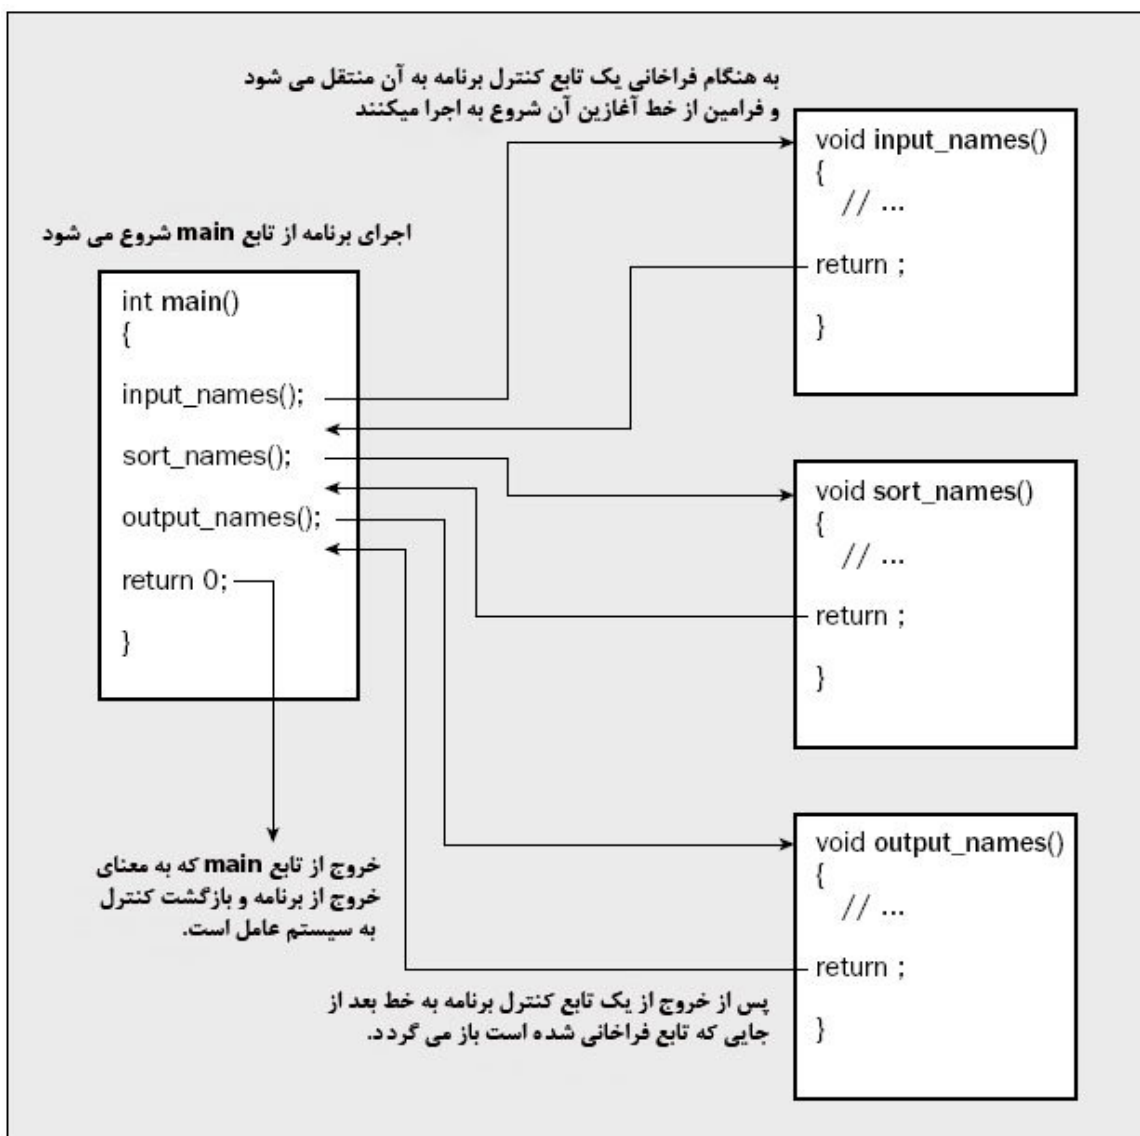 به هنگام فراخانی یک تابع کنترل برنامه به آن منتقل می شود
و فرامین از خط آغازین آن شروع به اجرا میکنند
void input_names()
{
// ...
return ;
}
اجرای برنامه از تابع main شروع می شود
int main()
{
input_names();
sort_names();
output_names();
return 0;
}
void sort_names()
{
// ...
return ;
}
خروج از تابع main که به معنای
خروج از برنامه و بازگشت کنترل
به سیستم عامل است.
void output_names()
{
// ...
return ;
}
پس از خروج از یک تابع کنترل برنامه به خط بعد از
جایی که تابع فراخانی شده است باز می گردد.